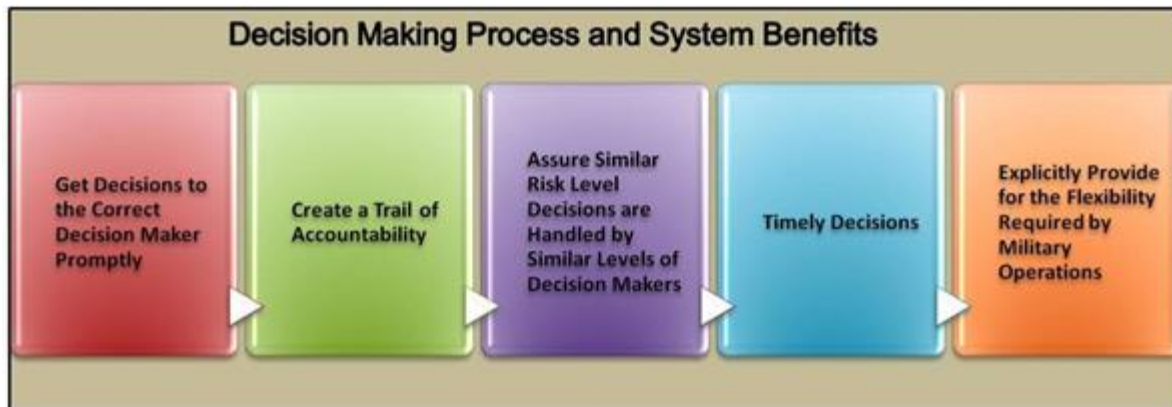 Decision Making Process and System Benefits
Get Decisions to
the Correct
Decision Maker
Promptly
Create a Trail of
Accountability
Assure Similar
Risk Level
Decisions are
Handled by
Similar Levels of
Decision Makers
Timely Decisions
Explicitly Provide
for the Flexibility
Required by
Military
Operations